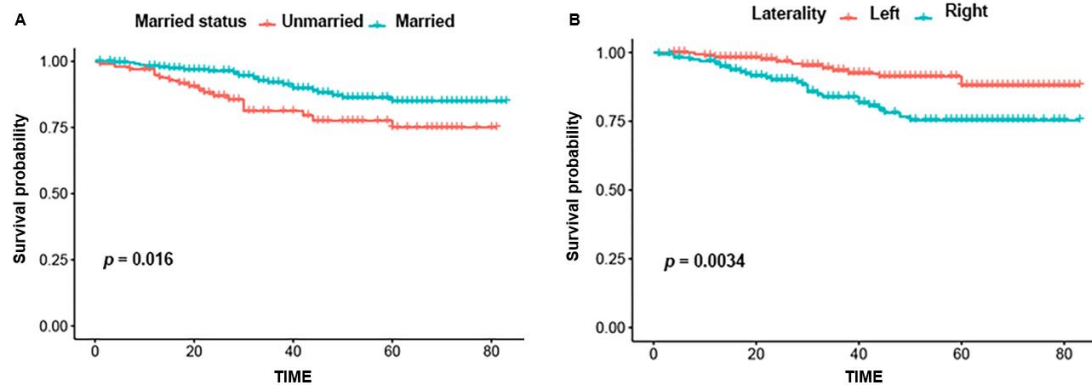 A
Married status Unmarried Married
1.00
0.75
0.50
0.25
0.00
Survival probability
p = 0.016
0 20 40 60 80
TIME
B
Laterality Left Right
1.00
0.75
0.50
0.25
0.00
Survival probability
p = 0.0034
0 20 40 60 80
TIME